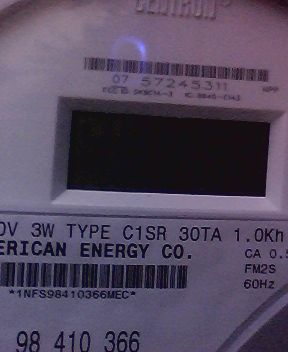 CENTRON
07 57245311
0V 3W TYPE C1SR 30TA 1.0Kh
ERICAN ENERGY CO. CA 0.5
FM2S
*1NFS98410366MEC* 60Hz
98 410 366